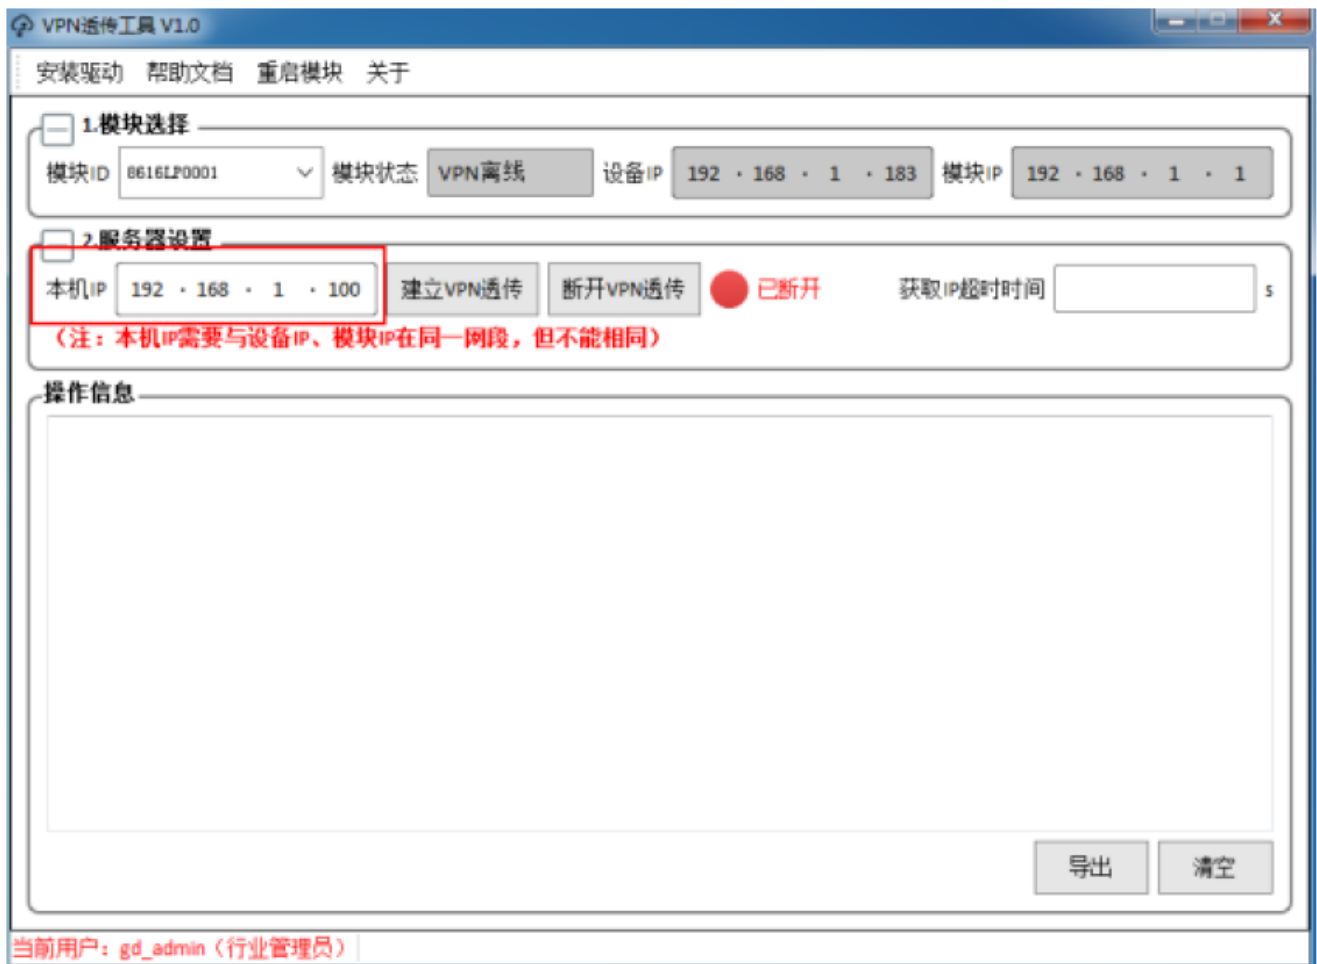 VPN透传工具 V1.0
安装驱动 帮助文档 重启模块 关于
1.模块选择
模块ID 8616LP0001 模块状态 VPN离线 设备IP 192 . 168 . 1 . 183 模块IP 192 . 168 . 1 . 1
2.服务器设置
本机IP 192 . 168 . 1 . 100 建立VPN透传 断开VPN透传 已断开 获取IP超时时间 s
（注：本机IP需要与设备IP、模块IP在同一网段，但不能相同）
操作信息
导出 清空
当前用户：gd_admin（行业管理员）